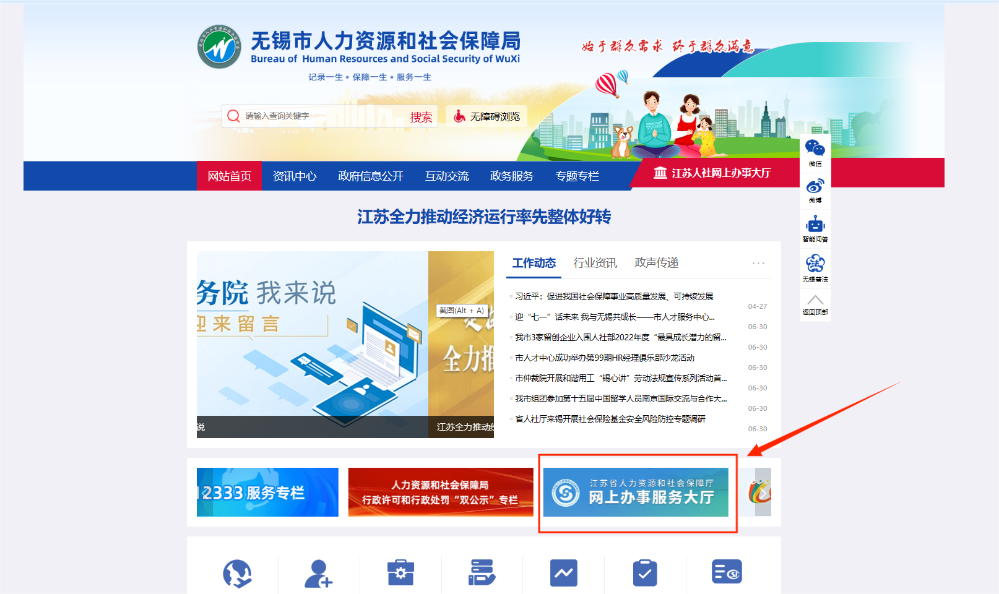 无锡市人力资源和社会保障局
Bureau of Human Resources and Social Security of WuXi
记录一生 • 保障一生 • 服务一生
始于群众需求 终于群众满意
请输入查询关键字
搜索
无障碍浏览
网站首页
资讯中心
政府信息公开
互动交流
政务服务
专题专栏
江苏人社网上办事大厅
微信
微博
智能问答
无锡普法
返回顶部
江苏全力推动经济运行率先整体好转
务院 我来说
迎来留言
截图(Alt + A)
全力推
说
江苏全力推动
工作动态
行业资讯
政声传递
...
习近平：促进我国社会保障事业高质量发展、可持续发展
04-27
迎“七一”话未来 我与无锡共成长——市人才服务中心...
06-30
我市3家留创企业入围人社部2022年度“最具成长潜力的留...
06-30
市人才中心成功举办第99期HR经理俱乐部沙龙活动
06-30
市仲裁院开展和谐用工“锡心讲”劳动法规宣传系列活动首...
06-30
我市组团参加第十五届中国留学人员南京国际交流与合作大...
06-30
省人社厅来锡开展社会保险基金安全风险防控专题调研
06-30
12333 服务专栏
人力资源和社会保障局
行政许可和行政处罚“双公示”专栏
江苏省人力资源和社会保障厅
网上办事服务大厅